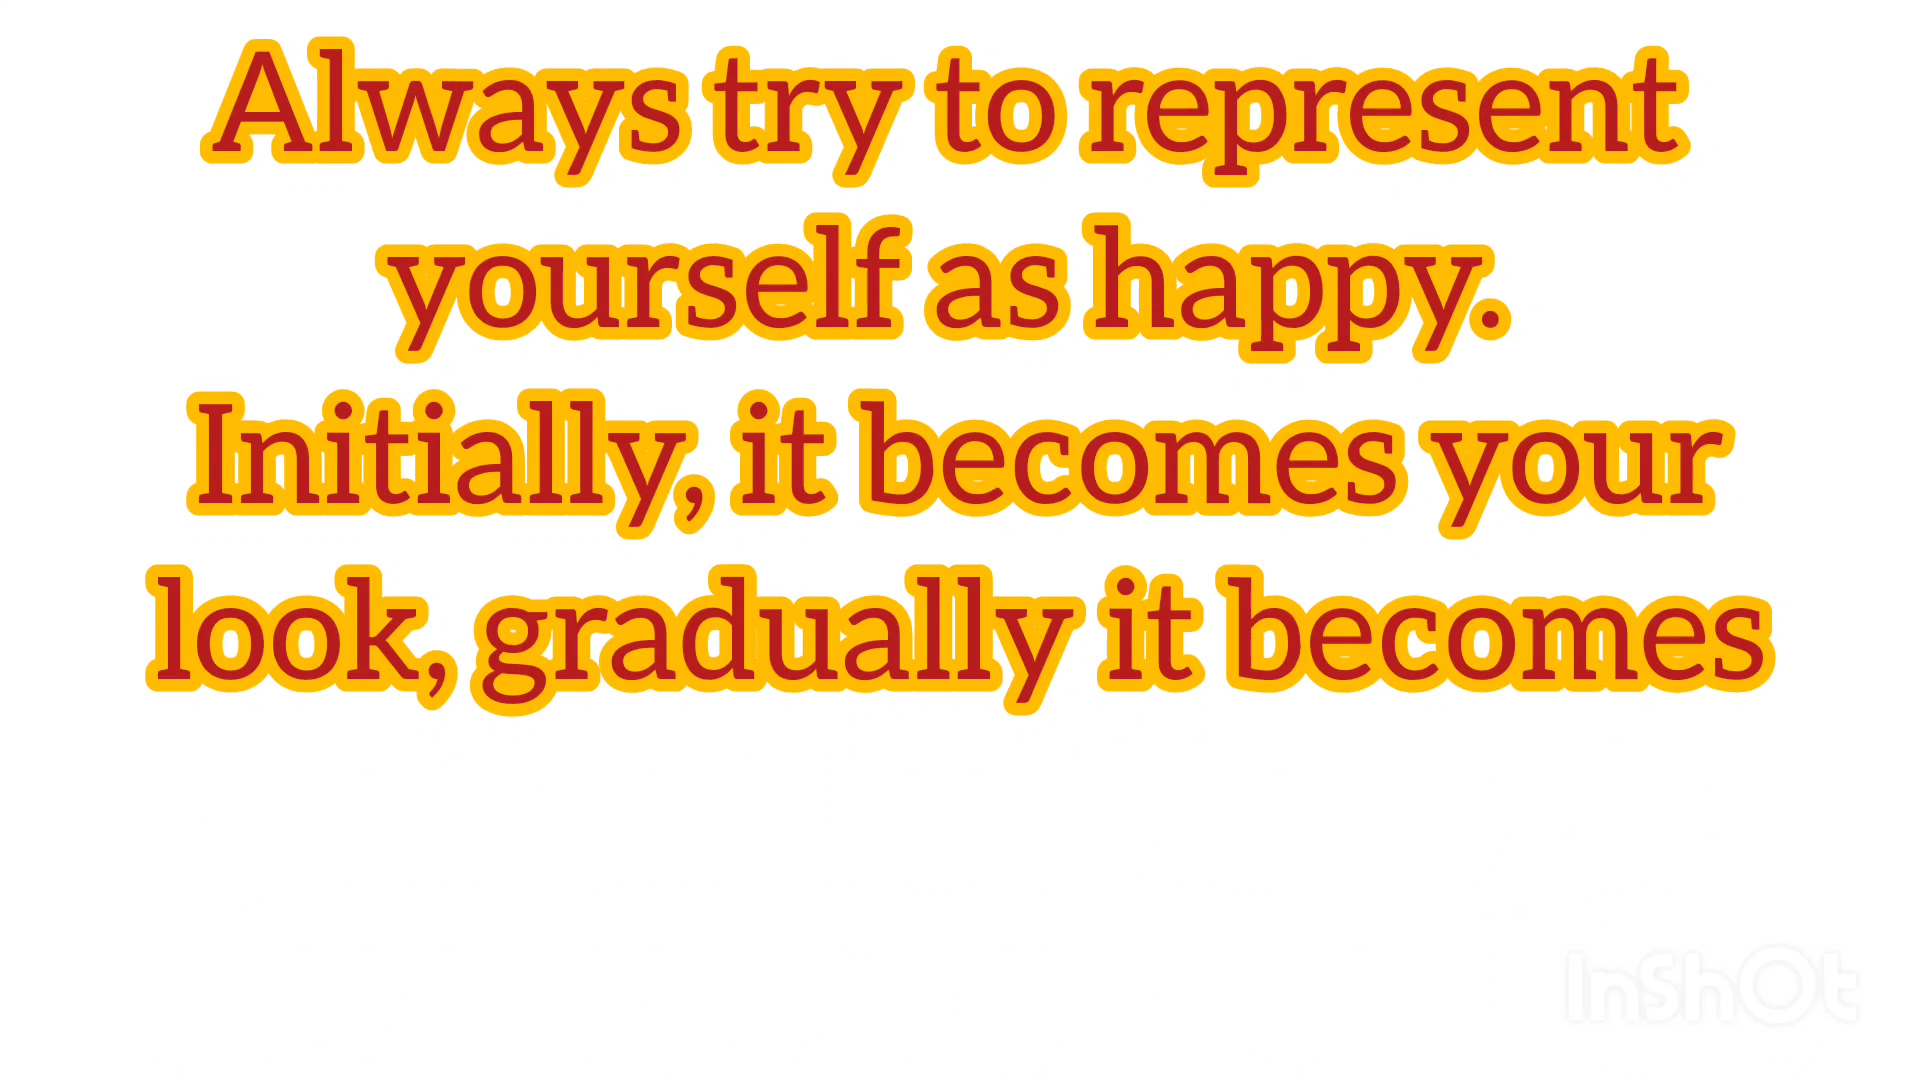 Always try to represent
yourself as happy.
Initially, it becomes your
look, gradually it becomes
InShOt